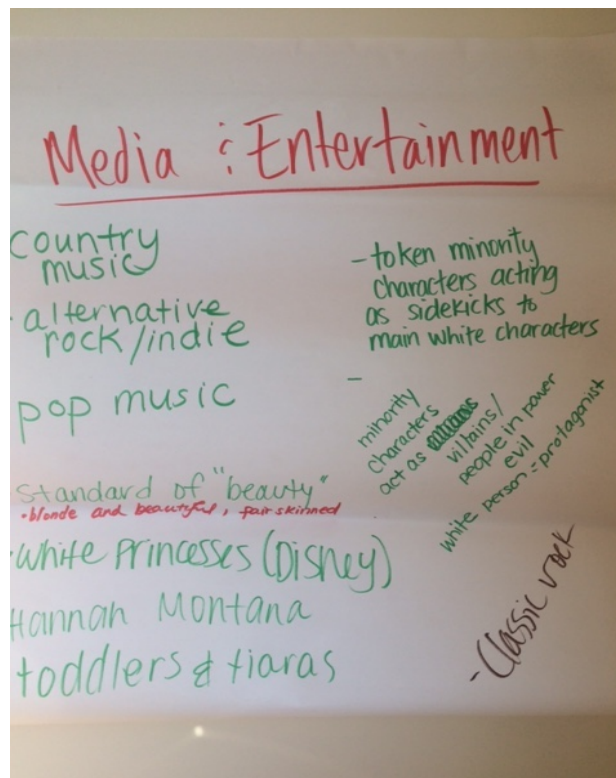 Media & Entertainment
country
music
- alternative
rock/indie
pop music
standard of "beauty"
• blonde and beautyful, fair skinned
• White Princesses (Disney)
Hannah Montana
toddlers & tiaras
- token minority
characters acting
as sidekicks to
main white characters
-
minority
characters
act as
villains/
people in power
evil
white person = protagonist
- Classic rock